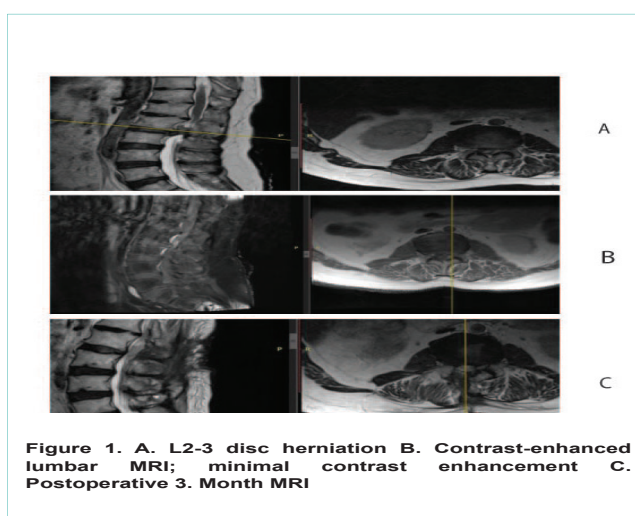 A
B
C
Figure 1. A. L2-3 disc herniation B. Contrast-enhanced
lumbar MRI; minimal contrast enhancement C.
Postoperative 3. Month MRI